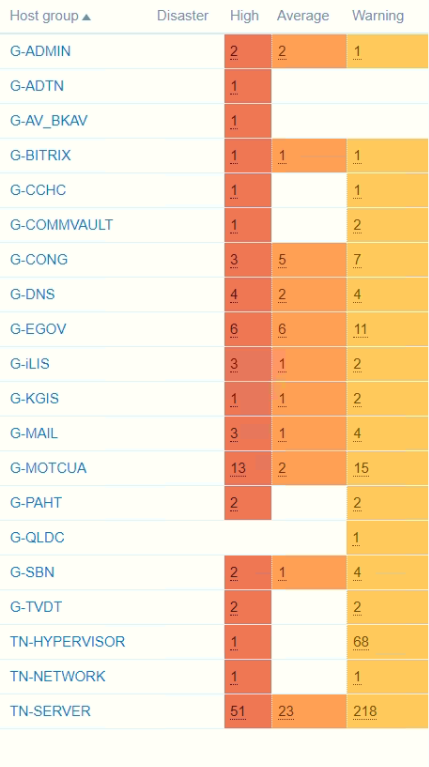 Host group Disaster High Average Warning
G-ADMIN 2 2 1
G-ADTN 1
G-AV_BKAV 1
G-BITRIX 1 1 1
G-CCHC 1 1
G-COMMVAULT 1 2
G-CONG 3 5 7
G-DNS 4 2 4
G-EGOV 6 6 11
G-iLIS 3 1 2
G-KGIS 1 1 2
G-MAIL 3 1 4
G-MOTCUA 13 2 15
G-PAHT 2 2
G-QLDC 1
G-SBN 2 1 4
G-TVDT 2 2
TN-HYPERVISOR 1 68
TN-NETWORK 1 1
TN-SERVER 51 23 218